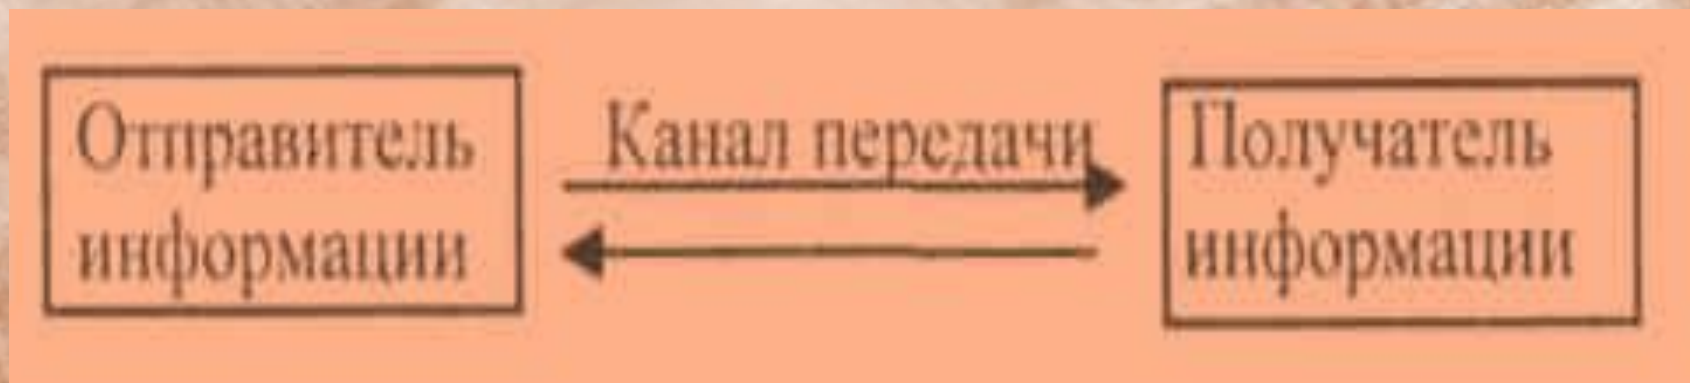 Отправитель
информации
Канал передачи
Получатель
информации